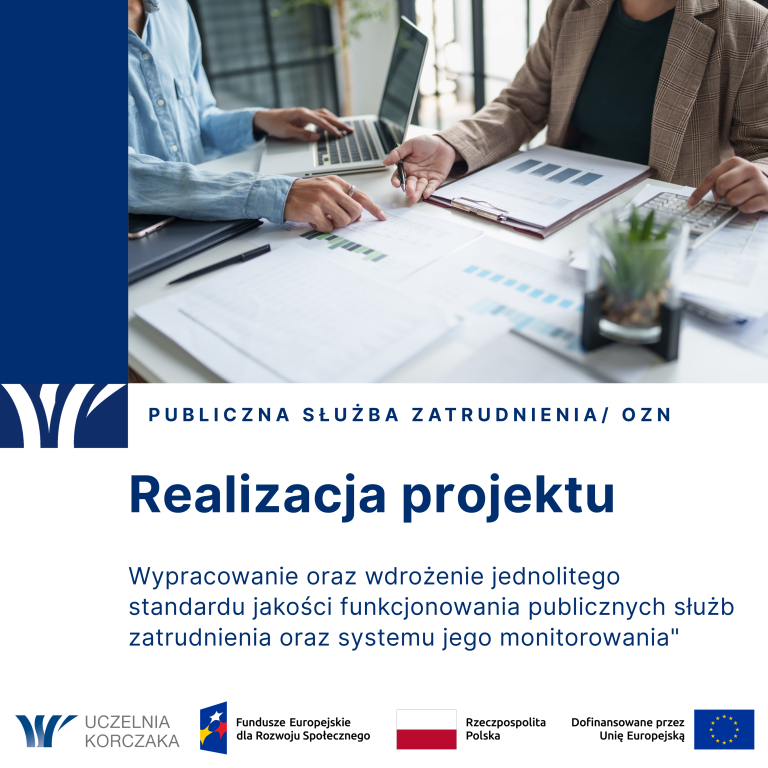 PUBLICZNA SŁUŻBA ZATRUDNIENIA/ OZN
Realizacja projektu
Wypracowanie oraz wdrożenie jednolitego
standardu jakości funkcjonowania publicznych służb
zatrudnienia oraz systemu jego monitorowania"
UCZELNIA
KORCZAKA
Fundusze Europejskie
dla Rozwoju Społecznego
Rzeczpospolita
Polska
Dofinansowane przez
Unię Europejską